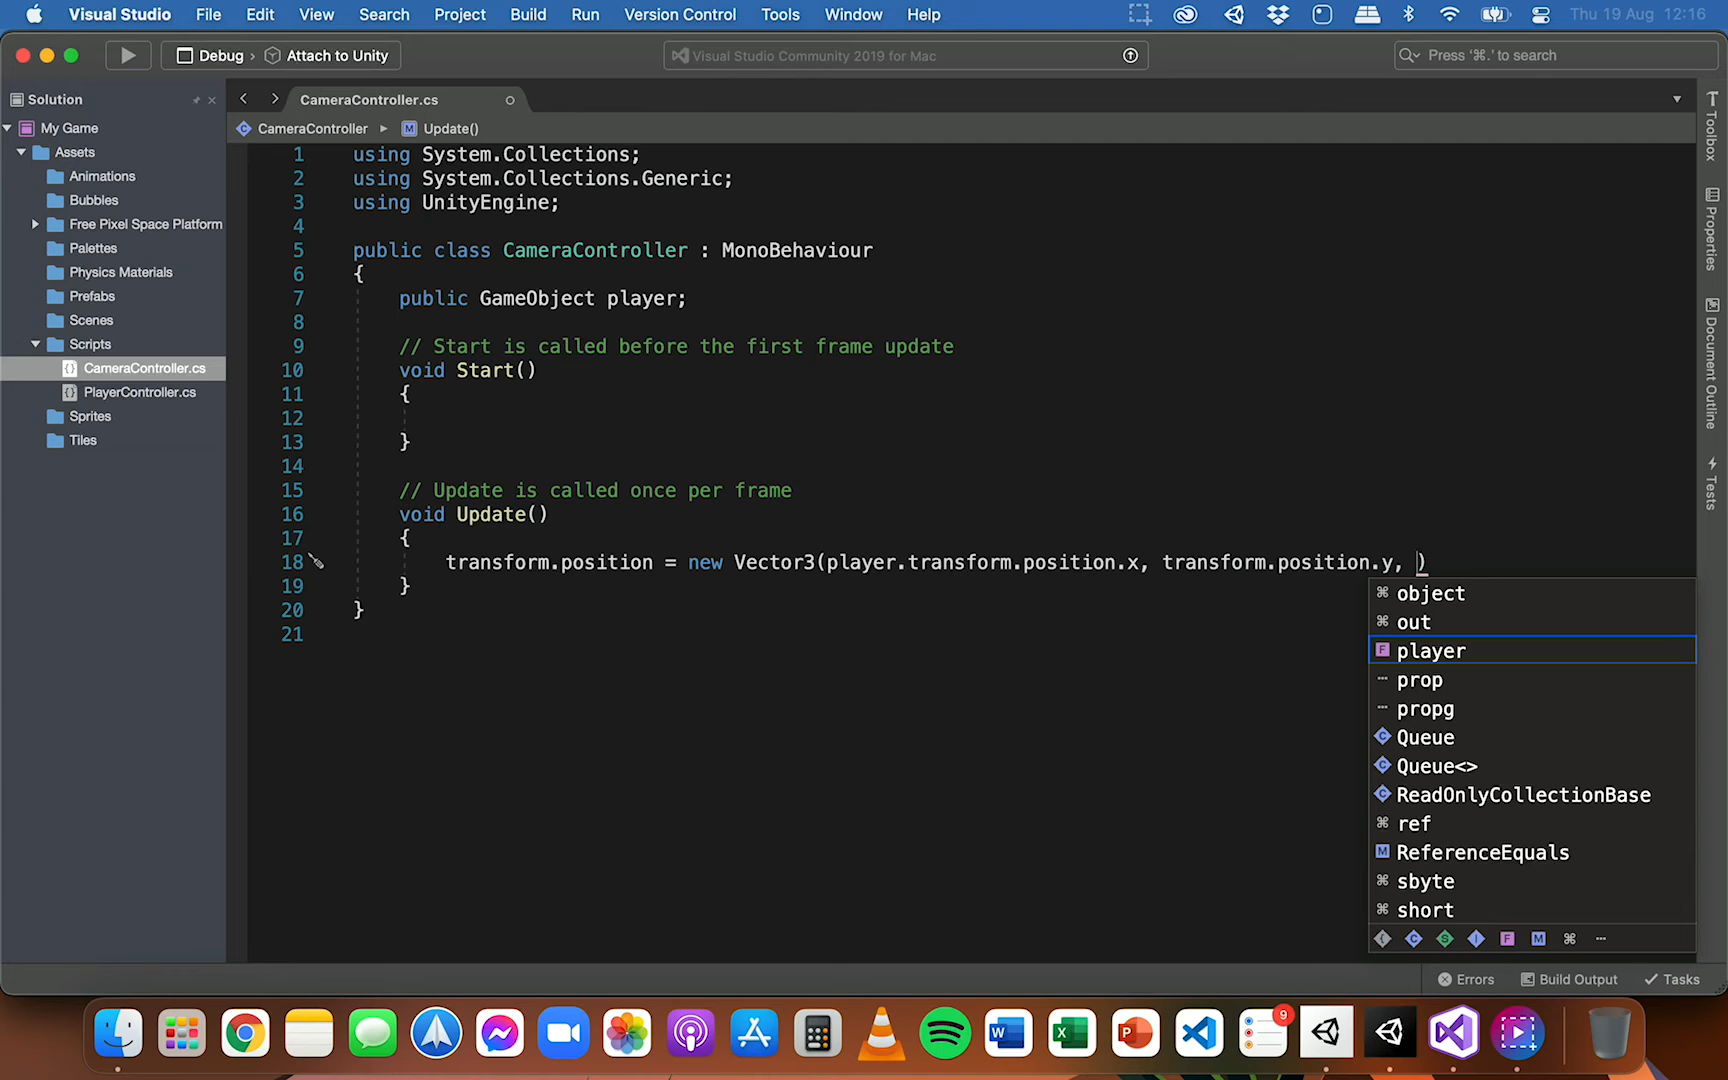 Visual Studio File Edit View Search Project Build Run Version Control Tools Window Help Thu 19 Aug 12:16
Debug › Attach to Unity
Visual Studio Community 2019 for Mac
Press '⌘.' to search
Solution
My Game
Assets
Animations
Bubbles
Free Pixel Space Platform
Palettes
Physics Materials
Prefabs
Scenes
Scripts
CameraController.cs
PlayerController.cs
Sprites
Tiles
CameraController.cs
CameraController ▸ M Update()
1 using System.Collections;
2 using System.Collections.Generic;
3 using UnityEngine;
4
5 public class CameraController : MonoBehaviour
6 {
7 public GameObject player;
8
9 // Start is called before the first frame update
10 void Start()
11 {
12
13 }
14
15 // Update is called once per frame
16 void Update()
17 {
18 transform.position = new Vector3(player.transform.position.x, transform.position.y, )
19 }
20 }
21
⌘ object
⌘ out
F player
prop
propg
C Queue
C Queue<>
C ReadOnlyCollectionBase
⌘ ref
M ReferenceEquals
⌘ sbyte
⌘ short
C S I F M ⌘
Toolbox
Properties
Document Outline
Tests
Errors Build Output Tasks
W X P 9